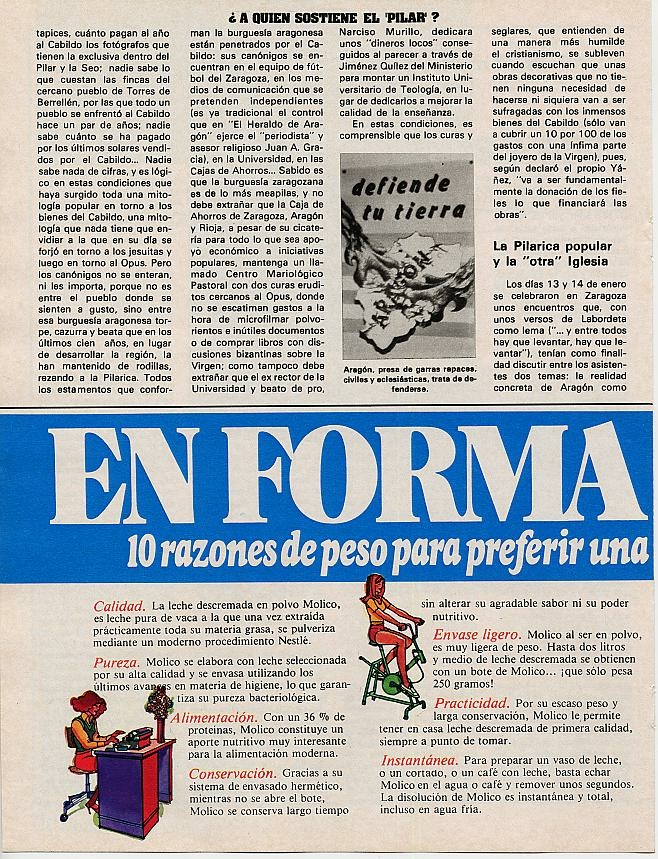 ¿ A QUIEN SOSTIENE EL 'PILAR' ?
tapices, cuánto pagan al año
al Cabildo los fotógrafos que
tienen la exclusiva dentro del
Pilar y la Seo; nadie sabe lo
que cuestan las fincas del
cercano pueblo de Torres de
Berrellén, por las que todo un
pueblo se enfrentó al Cabildo
hace un par de años; nadie
sabe cuánto se ha pagado
por los últimos solares vendi-
dos por el Cabildo... Nadie
sabe nada de cifras, y es lógi-
co en estas condiciones que
haya surgido toda una mito-
logía popular en torno a los
bienes del Cabildo, una mito-
logía que nada tiene que en-
vidiar a la que en su día se
forjó en torno a los jesuitas y
luego en torno al Opus. Pero
los canónigos no se enteran,
ni les importa, porque no es
entre el pueblo donde se
sienten a gusto, sino entre
esa burguesía aragonesa tor-
pe, cazurra y beata que en los
últimos cien años, en lugar
de desarrollar la región, la
han mantenido de rodillas,
rezando a la Pilarica. Todos
los estamentos que confor-
man la burguesía aragonesa
están penetrados por el Ca-
bildo: sus canónigos se en-
cuentran en el equipo de fút-
bol del Zaragoza, en los me-
dios de comunicación que se
pretenden independientes
(es ya tradicional el control
que en "El Heraldo de Ara-
gón" ejerce el "periodista" y
asesor religioso Juan A. Gra-
cia), en la Universidad, en las
Cajas de Ahorros... Sabido es
que la burguesía zaragozana
es de lo más meapilas, y no
debe extrañar que la Caja de
Ahorros de Zaragoza, Aragón
y Rioja, a pesar de su cicate-
ría para todo lo que sea apo-
yo económico a iniciativas
populares, mantenga un lla-
mado Centro Mariológico
Pastoral con dos curas erudi-
tos cercanos al Opus, donde
no se escatiman gastos a la
hora de microfilmar polvo-
rientos e inútiles documentos
o de comprar libros con dis-
cusiones bizantinas sobre la
Virgen; como tampoco debe
extrañar que el ex rector de la
Universidad y beato de pro,
Narciso Murillo, dedicara
unos "dineros locos" conse-
guidos al parecer a través de
Jiménez Quílez del Ministerio
para montar un Instituto Uni-
versitario de Teología, en lu-
gar de dedicarlos a mejorar la
calidad de la enseñanza.
En estas condiciones, es
comprensible que los curas y
defiende
tu tierra
ARAGON
Aragón, presa de garras rapaces,
civiles y eclesiásticas, trata de de-
fenderse.
seglares, que entienden de
una manera más humilde
el cristianismo, se subleven
cuando escuchan que unas
obras decorativas que no tie-
nen ninguna necesidad de
hacerse ni siquiera van a ser
sufragadas con los inmensos
bienes del Cabildo (sólo van
a cubrir un 10 por 100 de los
gastos con una ínfima parte
del joyero de la Virgen), pues,
según declaró el propio Yá-
ñez, "va a ser fundamental-
mente la donación de los fie-
les lo que financiará las
obras".
La Pilarica popular
y la "otra" Iglesia
Los días 13 y 14 de enero
se celebraron en Zaragoza
unos encuentros que, con
unos versos de Labordeta
como lema ("... y entre todos
hay que levantar, hay que le-
vantar"), tenían como finali-
dad discutir entre los asisten-
tes dos temas: la realidad
concreta de Aragón como
EN FORMA
10 razones de peso para preferir una
Calidad. La leche descremada en polvo Molico,
es leche pura de vaca a la que una vez extraida
prácticamente toda su materia grasa, se pulveriza
mediante un moderno procedimiento Nestlé.
Pureza. Molico se elabora con leche seleccionada
por su alta calidad y se envasa utilizando los
últimos avances en materia de higiene, lo que garan-
tiza su pureza bacteriológica.
Alimentación. Con un 36 % de
proteínas, Molico constituye un
aporte nutritivo muy interesante
para la alimentación moderna.
Conservación. Gracias a su
sistema de envasado hermético,
mientras no se abre el bote,
Molico se conserva largo tiempo
sin alterar su agradable sabor ni su poder
nutritivo.
Envase ligero. Molico al ser en polvo,
es muy ligera de peso. Hasta dos litros
y medio de leche descremada se obtienen
con un bote de Molico... ¡que sólo pesa
250 gramos!
Practicidad. Por su escaso peso y
larga conservación, Molico le permite
tener en casa leche descremada de primera calidad,
siempre a punto de tomar.
Instantánea. Para preparar un vaso de leche,
o un cortado, o un café con leche, basta echar
Molico en el agua o café y remover unos segundos.
La disolución de Molico es instantánea y total,
incluso en agua fría.